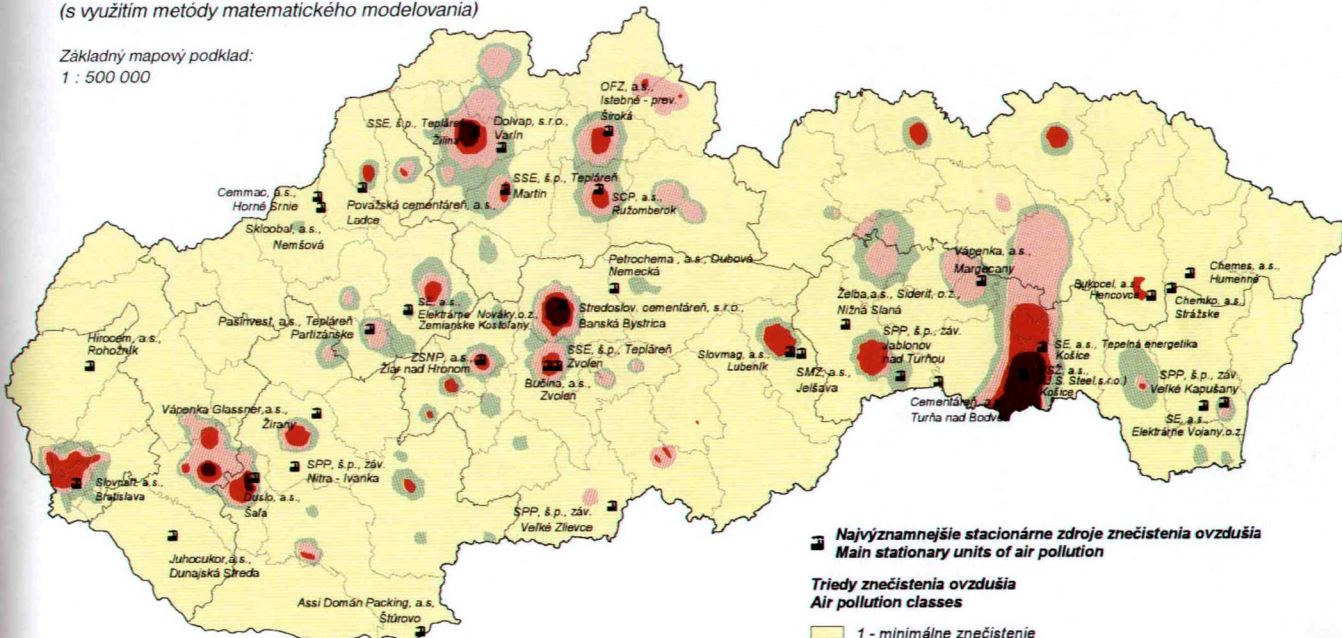 (s využitím metódy matematického modelovania)
Základný mapový podklad:
1 : 500 000
OFZ, a.s.,
Istebné - prev.
Široká
SSE, š.p., Tepláreň
Žilina
Dolvap, s.r.o.,
Varín
SSE, š.p., Tepláreň
Martin
SCP, a.s.,
Ružomberok
Cemmac, a.s.,
Horné Srnie
Považská cementáreň, a.s.,
Ladce
Skloobal, a.s.,
Nemšová
Petrochema , a.s., Dubová
Nemecká
Vápenka, a.s.,
Margecany
Chemes, a.s.,
Humenné
Bukocel, a.s.
Hencovce
Chemko, a.s.
Strážske
SE, a.s.,
Elektrárne Nováky,o.z.,
Zemianske Kostoľany
Stredoslov. cementáreň, s.r.o.,
Banská Bystrica
Želba,a.s., Siderit, o.z.,
Nižná Slaná
Pašinvest, a.s., Tepláreň
Partizánske
Hirocem, a.s.,
Rohožník
SPP, š.p., záv.
Jablonov
nad Turňou
SE, a.s., Tepelná energetika
Košice
ZSNP, a.s.,
Žiar nad Hronom
SSE, š.p., Tepláreň
Zvolen
Slovmag, a.s.,
Lubeník
SMZ, a.s.,
Jelšava
VSŽ, a.s.,
(U.S. Steel,s.r.o.)
Košice
SPP, š.p., záv.
Veľké Kapušany
Bučina, a.s.,
Zvolen
Cementáreň, a.s.
Turňa nad Bodvou
SE, a.s.,
Elektrárne Vojany,o.z.
Vápenka Glassner,a.s.,
Žirany
SPP, š.p., záv.
Nitra - Ivanka
Slovnaft, a.s.,
Bratislava
Duslo, a.s.,
Šaľa
SPP, š.p., záv.
Veľké Zlievce
Juhocukor,a.s.,
Dunajská Streda
Assi Domän Packing, a.s,
Štúrovo
Najvýznamnejšie stacionárne zdroje znečistenia ovzdušia
Main stationary units of air pollution
Triedy znečistenia ovzdušia
Air pollution classes
1 - minimálne znečistenie